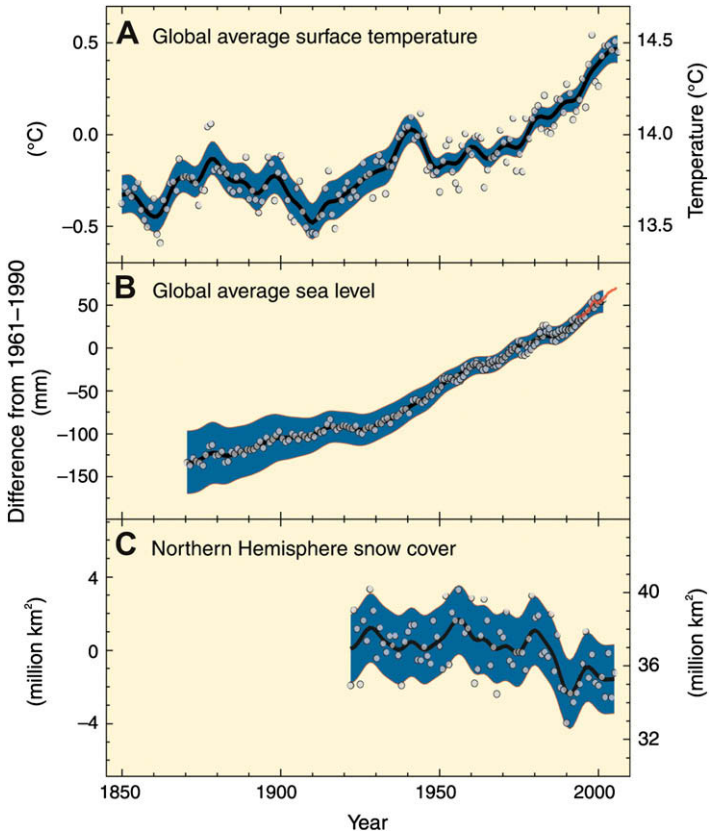 A Global average surface temperature
0.5
0.0
−0.5
(°C)
14.5
14.0
13.5
Temperature (°C)
B Global average sea level
50
0
−50
−100
−150
Difference from 1961–1990
(mm)
C Northern Hemisphere snow cover
4
0
−4
(million km²)
40
36
32
(million km²)
1850
1900
1950
2000
Year